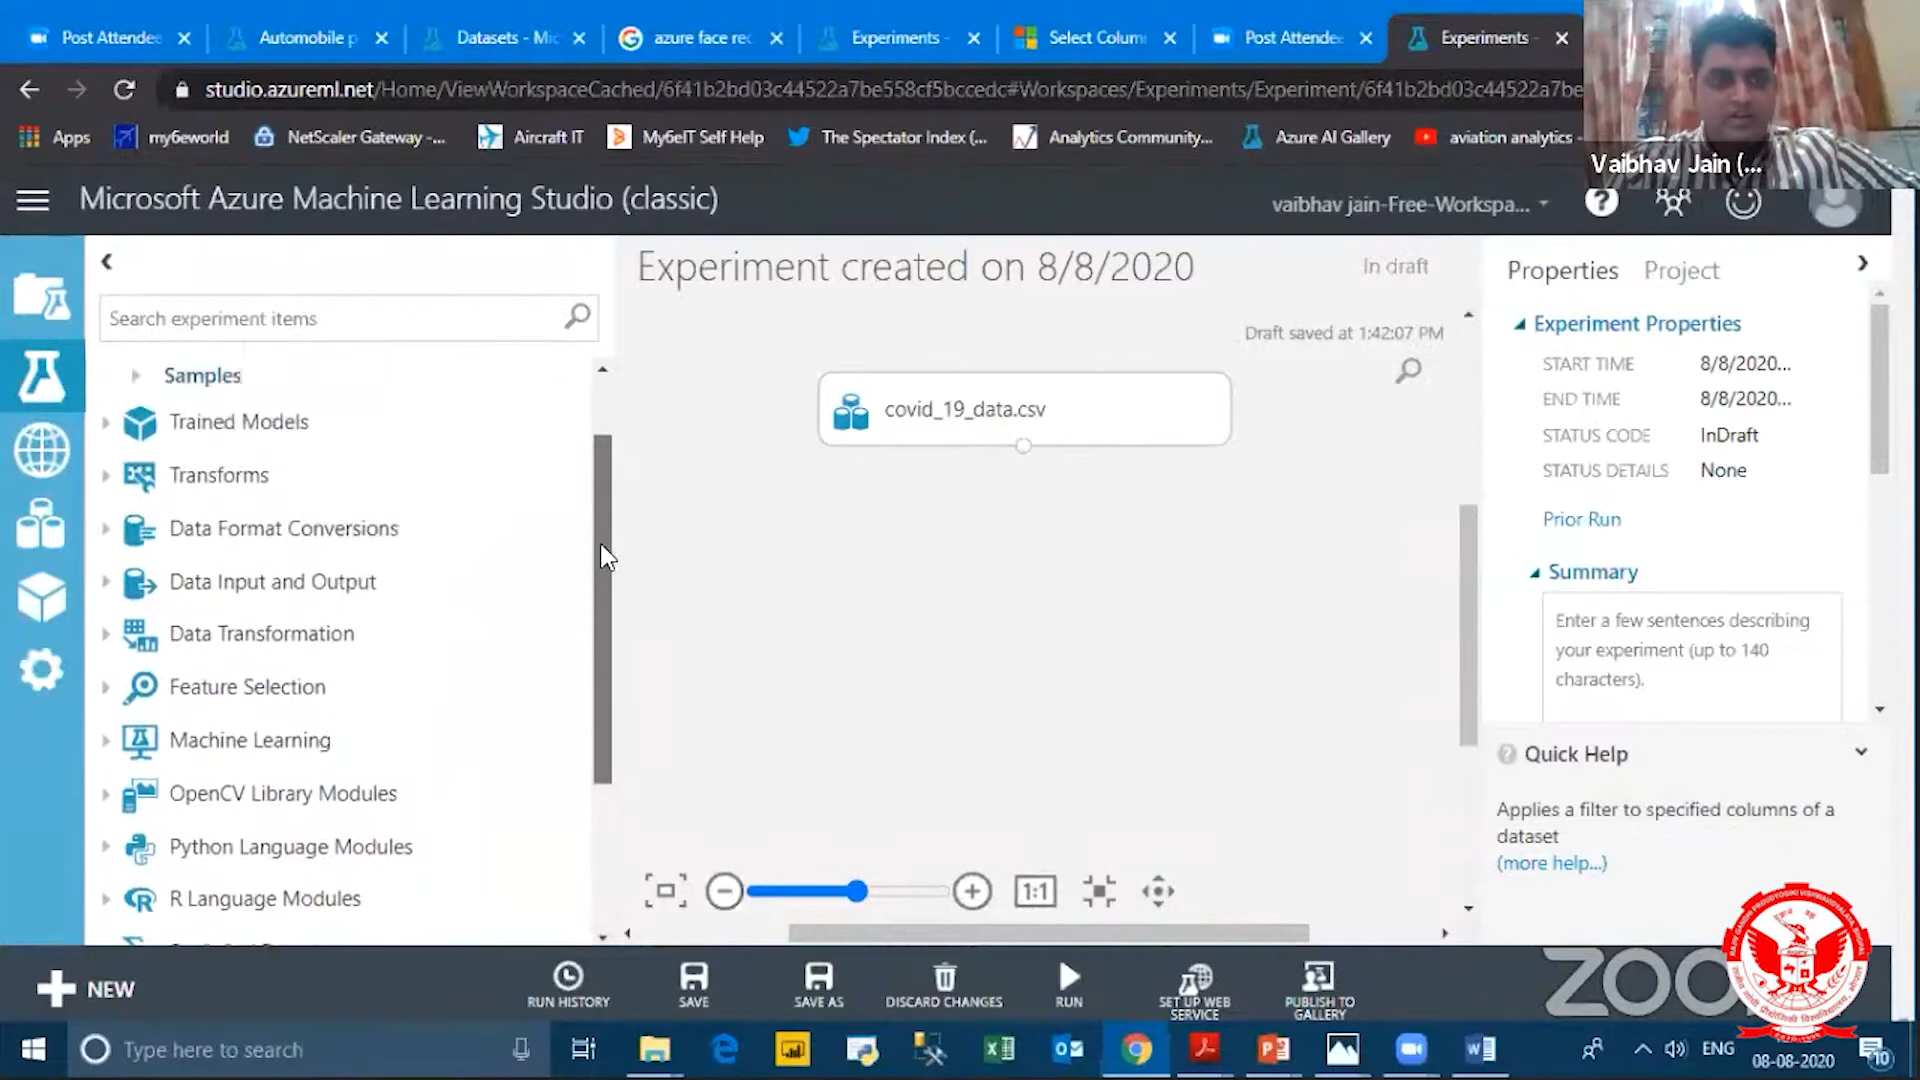 Post Attendee
Automobile p
Datasets - Mic
azure face rec
Experiments -
Select Colum
Post Attendee
Experiments -
studio.azureml.net/Home/ViewWorkspaceCached/6f41b2bd03c44522a7be558cf5bccedc#Workspaces/Experiments/Experiment/6f41b2bd03c44522a7be
Apps
my6eworld
NetScaler Gateway -...
Aircraft IT
My6eIT Self Help
The Spectator Index (...
Analytics Community...
Azure AI Gallery
aviation analytics -
Vaibhav Jain (...
Microsoft Azure Machine Learning Studio (classic)
vaibhav jain-Free-Workspa...
Experiment created on 8/8/2020
In draft
Properties
Project
Search experiment items
Draft saved at 1:42:07 PM
Experiment Properties
START TIME 8/8/2020...
END TIME 8/8/2020...
STATUS CODE InDraft
STATUS DETAILS None
Prior Run
Summary
Enter a few sentences describing
your experiment (up to 140
characters).
Samples
Trained Models
Transforms
Data Format Conversions
Data Input and Output
Data Transformation
Feature Selection
Machine Learning
OpenCV Library Modules
Python Language Modules
R Language Modules
covid_19_data.csv
1:1
Quick Help
Applies a filter to specified columns of a
dataset
(more help...)
NEW
RUN HISTORY
SAVE
SAVE AS
DISCARD CHANGES
RUN
SET UP WEB
SERVICE
PUBLISH TO
GALLERY
Type here to search
ENG
08-08-2020
10